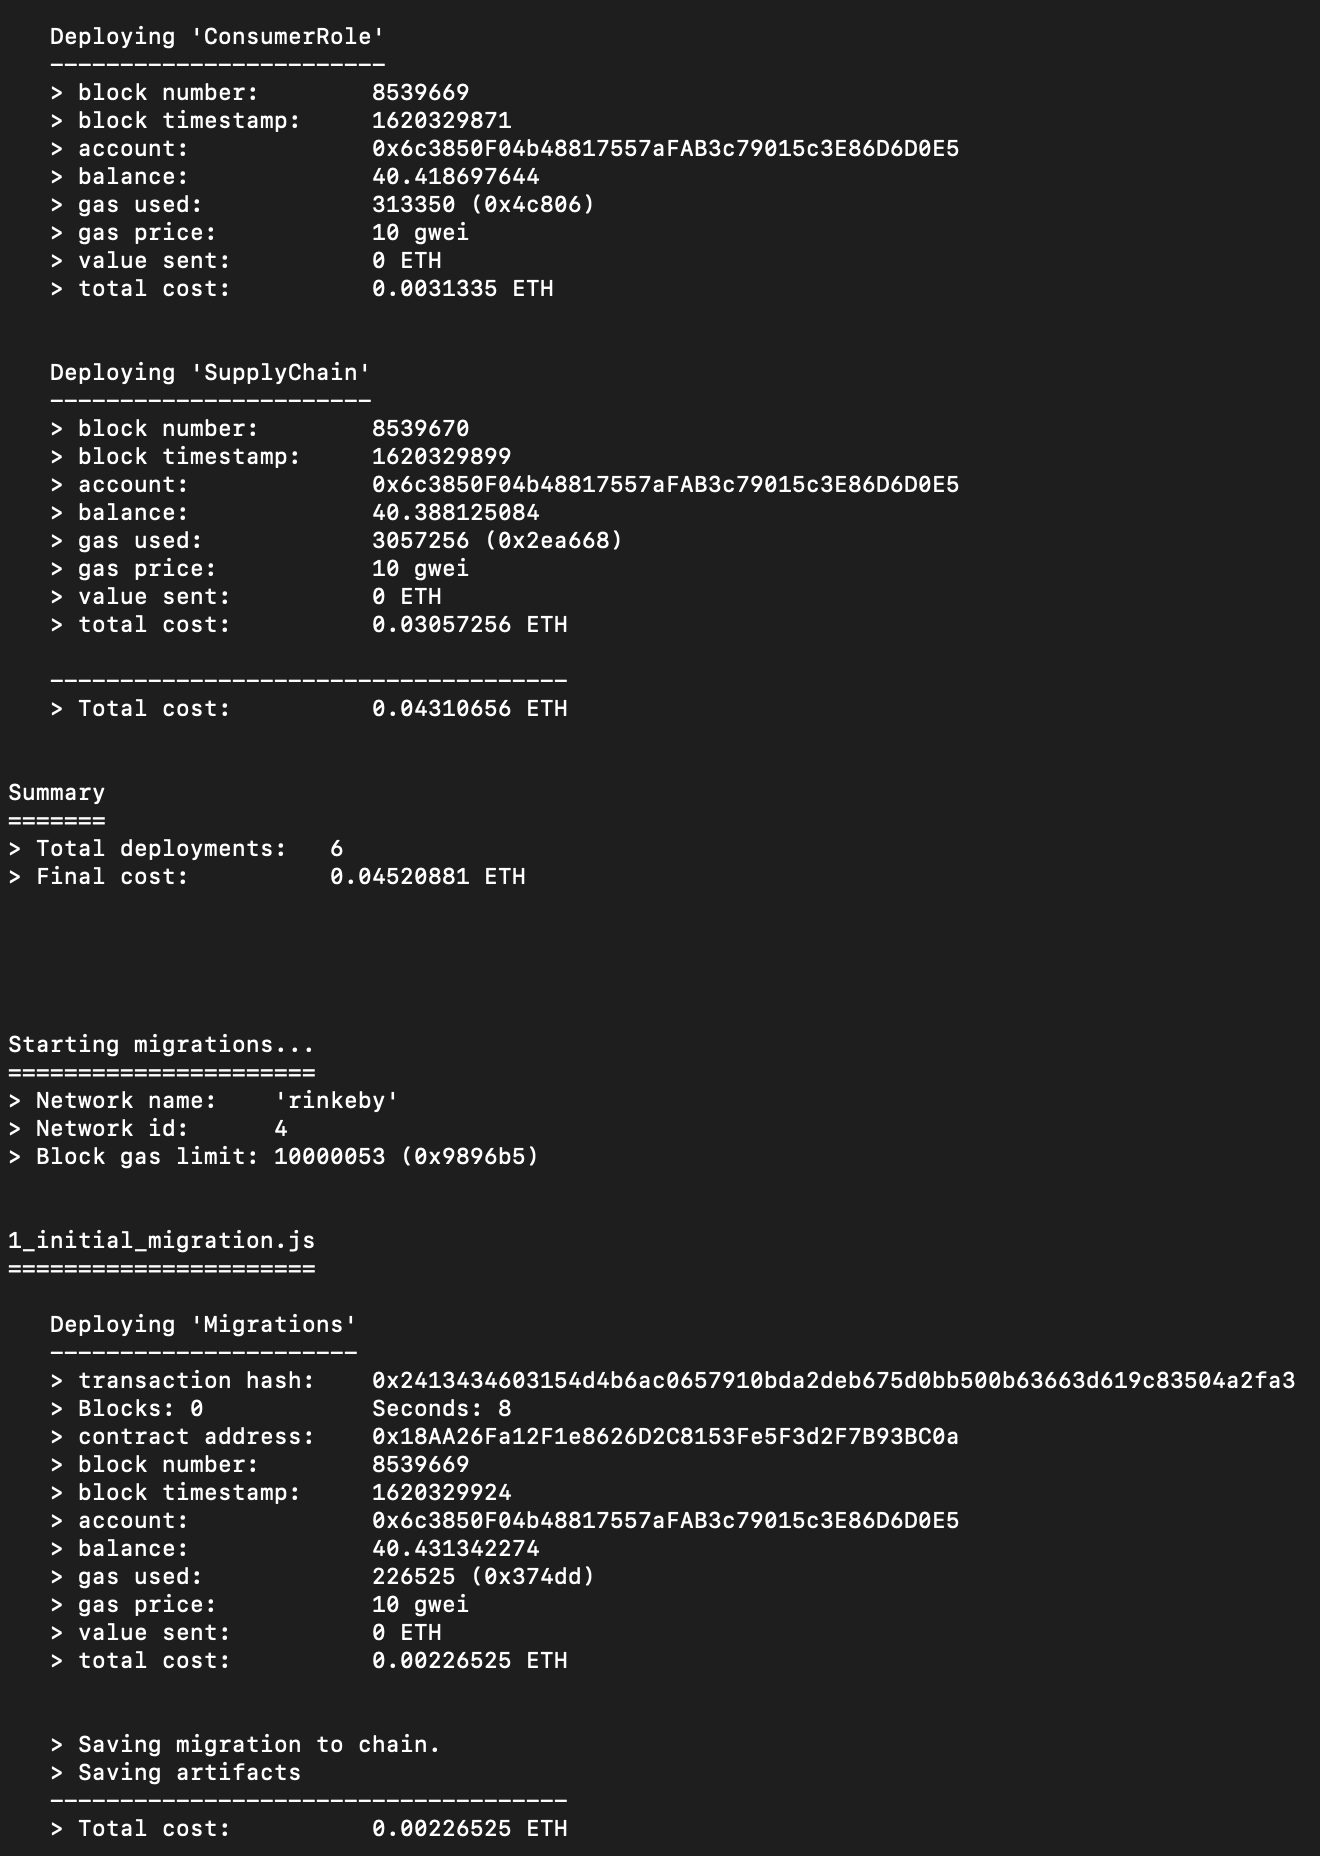 Deploying 'ConsumerRole'
------------------------
> block number:        8539669
> block timestamp:     1620329871
> account:             0x6c3850F04b48817557aFAB3c79015c3E86D6D0E5
> balance:             40.418697644
> gas used:            313350 (0x4c806)
> gas price:           10 gwei
> value sent:          0 ETH
> total cost:          0.0031335 ETH
Deploying 'SupplyChain'
-----------------------
> block number:        8539670
> block timestamp:     1620329899
> account:             0x6c3850F04b48817557aFAB3c79015c3E86D6D0E5
> balance:             40.388125084
> gas used:            3057256 (0x2ea668)
> gas price:           10 gwei
> value sent:          0 ETH
> total cost:          0.03057256 ETH
-------------------------------------
> Total cost:          0.04310656 ETH
Summary
=======
> Total deployments:   6
> Final cost:          0.04520881 ETH
Starting migrations...
======================
> Network name:    'rinkeby'
> Network id:      4
> Block gas limit: 10000053 (0x9896b5)
1_initial_migration.js
======================
Deploying 'Migrations'
----------------------
> transaction hash:    0x2413434603154d4b6ac0657910bda2deb675d0bb500b63663d619c83504a2fa3
> Blocks: 0            Seconds: 8
> contract address:    0x18AA26Fa12F1e8626D2C8153Fe5F3d2F7B93BC0a
> block number:        8539669
> block timestamp:     1620329924
> account:             0x6c3850F04b48817557aFAB3c79015c3E86D6D0E5
> balance:             40.431342274
> gas used:            226525 (0x374dd)
> gas price:           10 gwei
> value sent:          0 ETH
> total cost:          0.00226525 ETH
> Saving migration to chain.
> Saving artifacts
-------------------------------------
> Total cost:          0.00226525 ETH